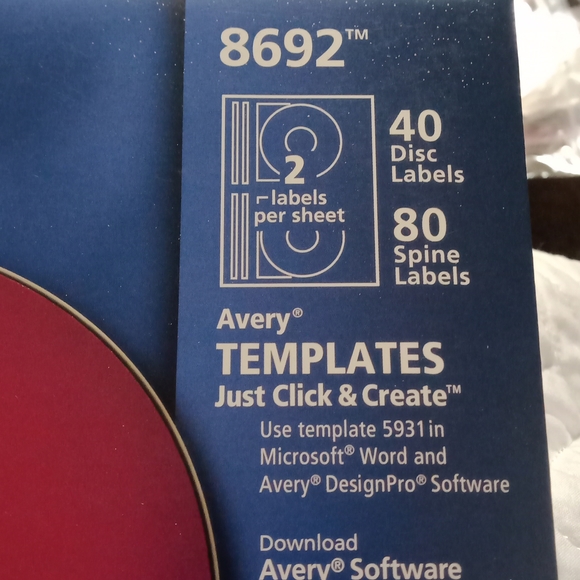 8692™
40
Disc
Labels
2
labels
per sheet
80
Spine
Labels
Avery®
TEMPLATES
Just Click & Create™
Use template 5931 in
Microsoft® Word and
Avery® DesignPro® Software
Download
Avery® Software